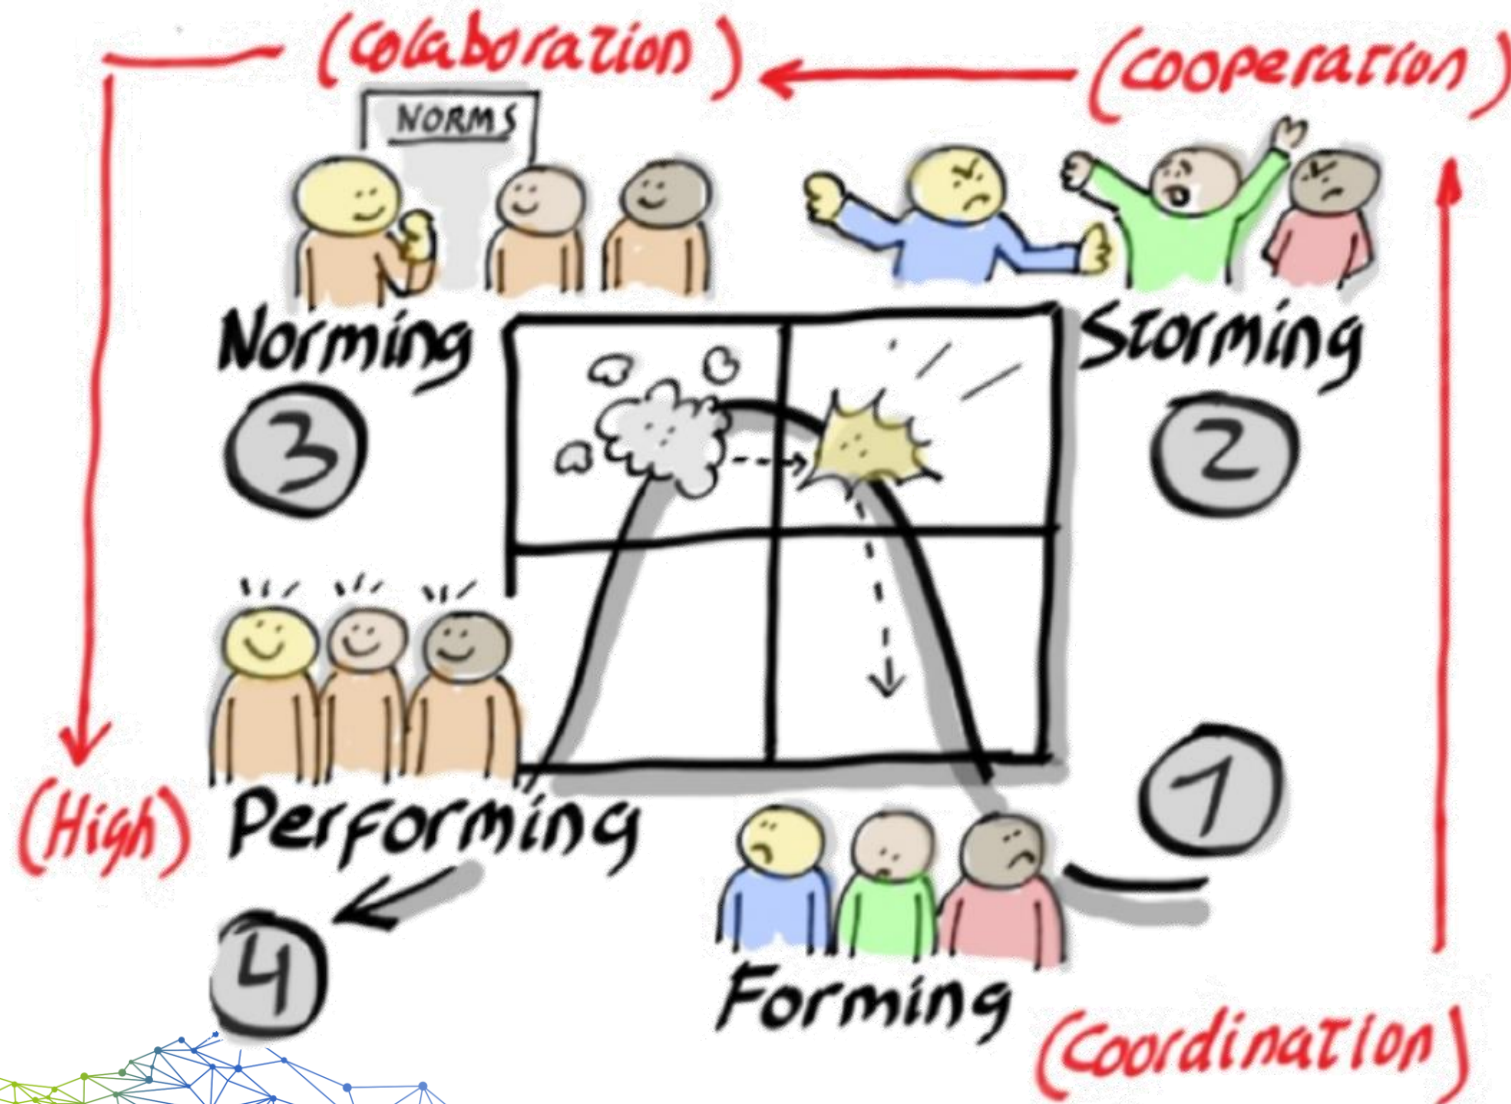 (Colaboration)
(Cooperation)
NORMS
Norming
Storming
3
2
1
(High)
Performing
4
Forming
(Coordination)